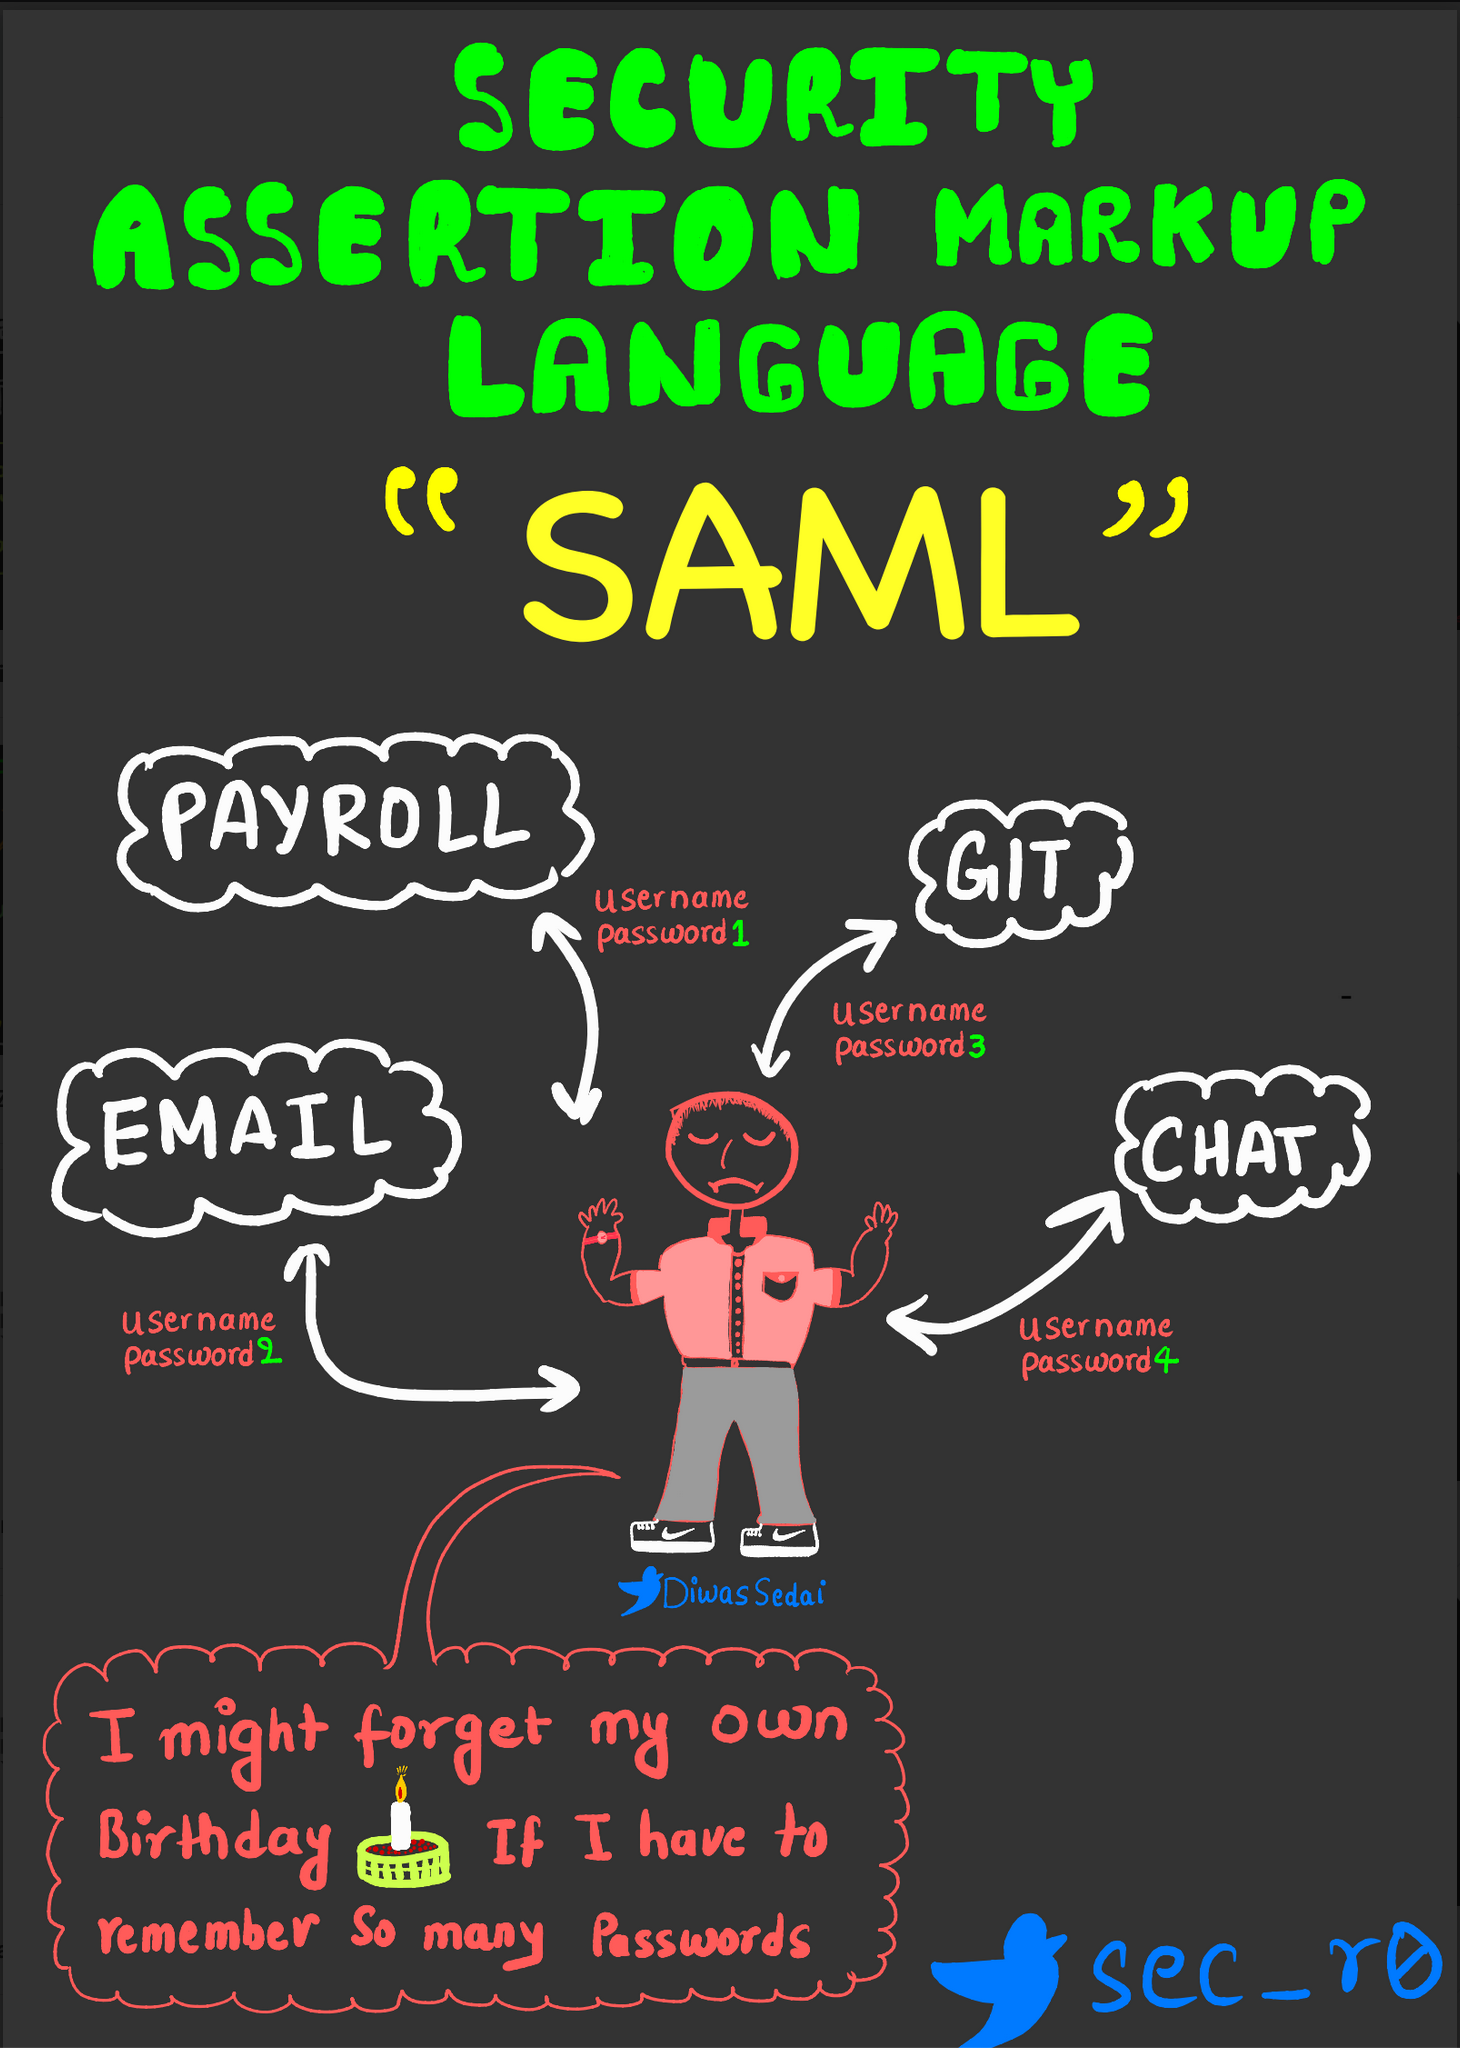 SECURITY
ASSERTION MARKUP
LANGUAGE
“SAML”
PAYROLL
username
password1
GIT
username
password3
EMAIL
username
password2
CHAT
username
password4
DiwasSedai
I might forget my own
Birthday If I have to
remember So many Passwords
sec_r0